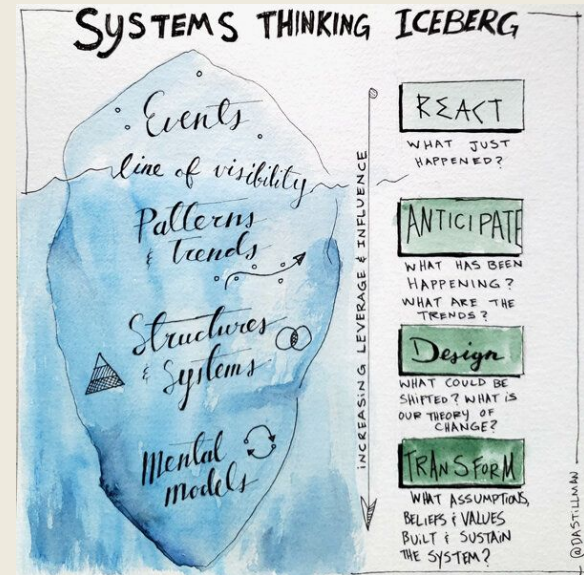 SYSTEMS THINKING ICEBERG
Events
line of visibility
Patterns
& trends
Structures
& Systems
Mental
models
INCREASING LEVERAGE & INFLUENCE
REACT
WHAT JUST
HAPPENED?
ANTICIPATE
WHAT HAS BEEN
HAPPENING?
WHAT ARE THE
TRENDS?
Design
WHAT COULD BE
SHIFTED? WHAT IS
OUR THEORY OF
CHANGE?
TRANSFORM
WHAT ASSUMPTIONS,
BELIEFS & VALUES
BUILT & SUSTAIN
THE SYSTEM?
@DASTILLMAN